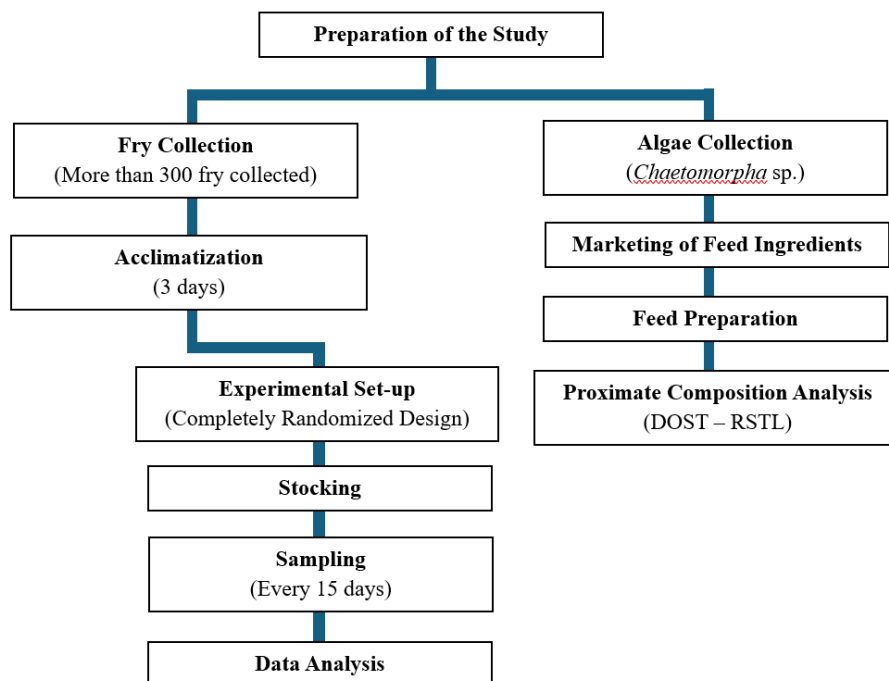 Preparation of the Study
Fry Collection
(More than 300 fry collected)
Acclimatization
(3 days)
Experimental Set-up
(Completely Randomized Design)
Stocking
Sampling
(Every 15 days)
Data Analysis
Algae Collection
(Chaetomorpha sp.)
Marketing of Feed Ingredients
Feed Preparation
Proximate Composition Analysis
(DOST – RSTL)